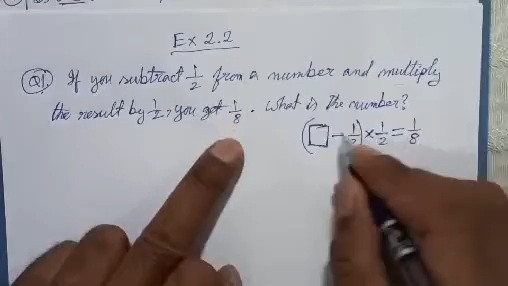 Ex 2.2
Q1) If you subtract 1/2 from a number and multiply
the result by 1/2, you get 1/8. What is the number?
(□ - 1/2) × 1/2 = 1/8